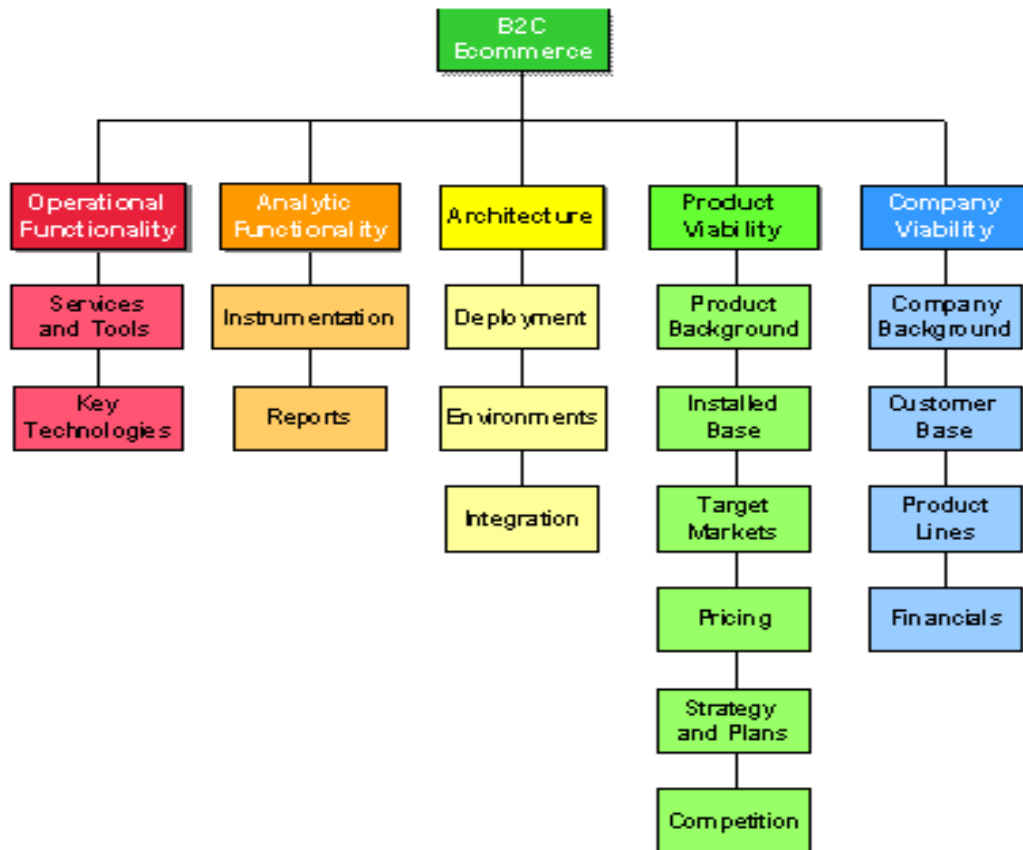 B2C
Ecommerce
Operational
Functionality
Analytic
Functionality
Architecture
Product
Viability
Company
Viability
Services
and Tools
Instrumentation
Deployment
Product
Background
Company
Background
Key
Technologies
Reports
Environments
Installed
Base
Customer
Base
Integration
Target
Markets
Product
Lines
Pricing
Financials
Strategy
and Plans
Competition